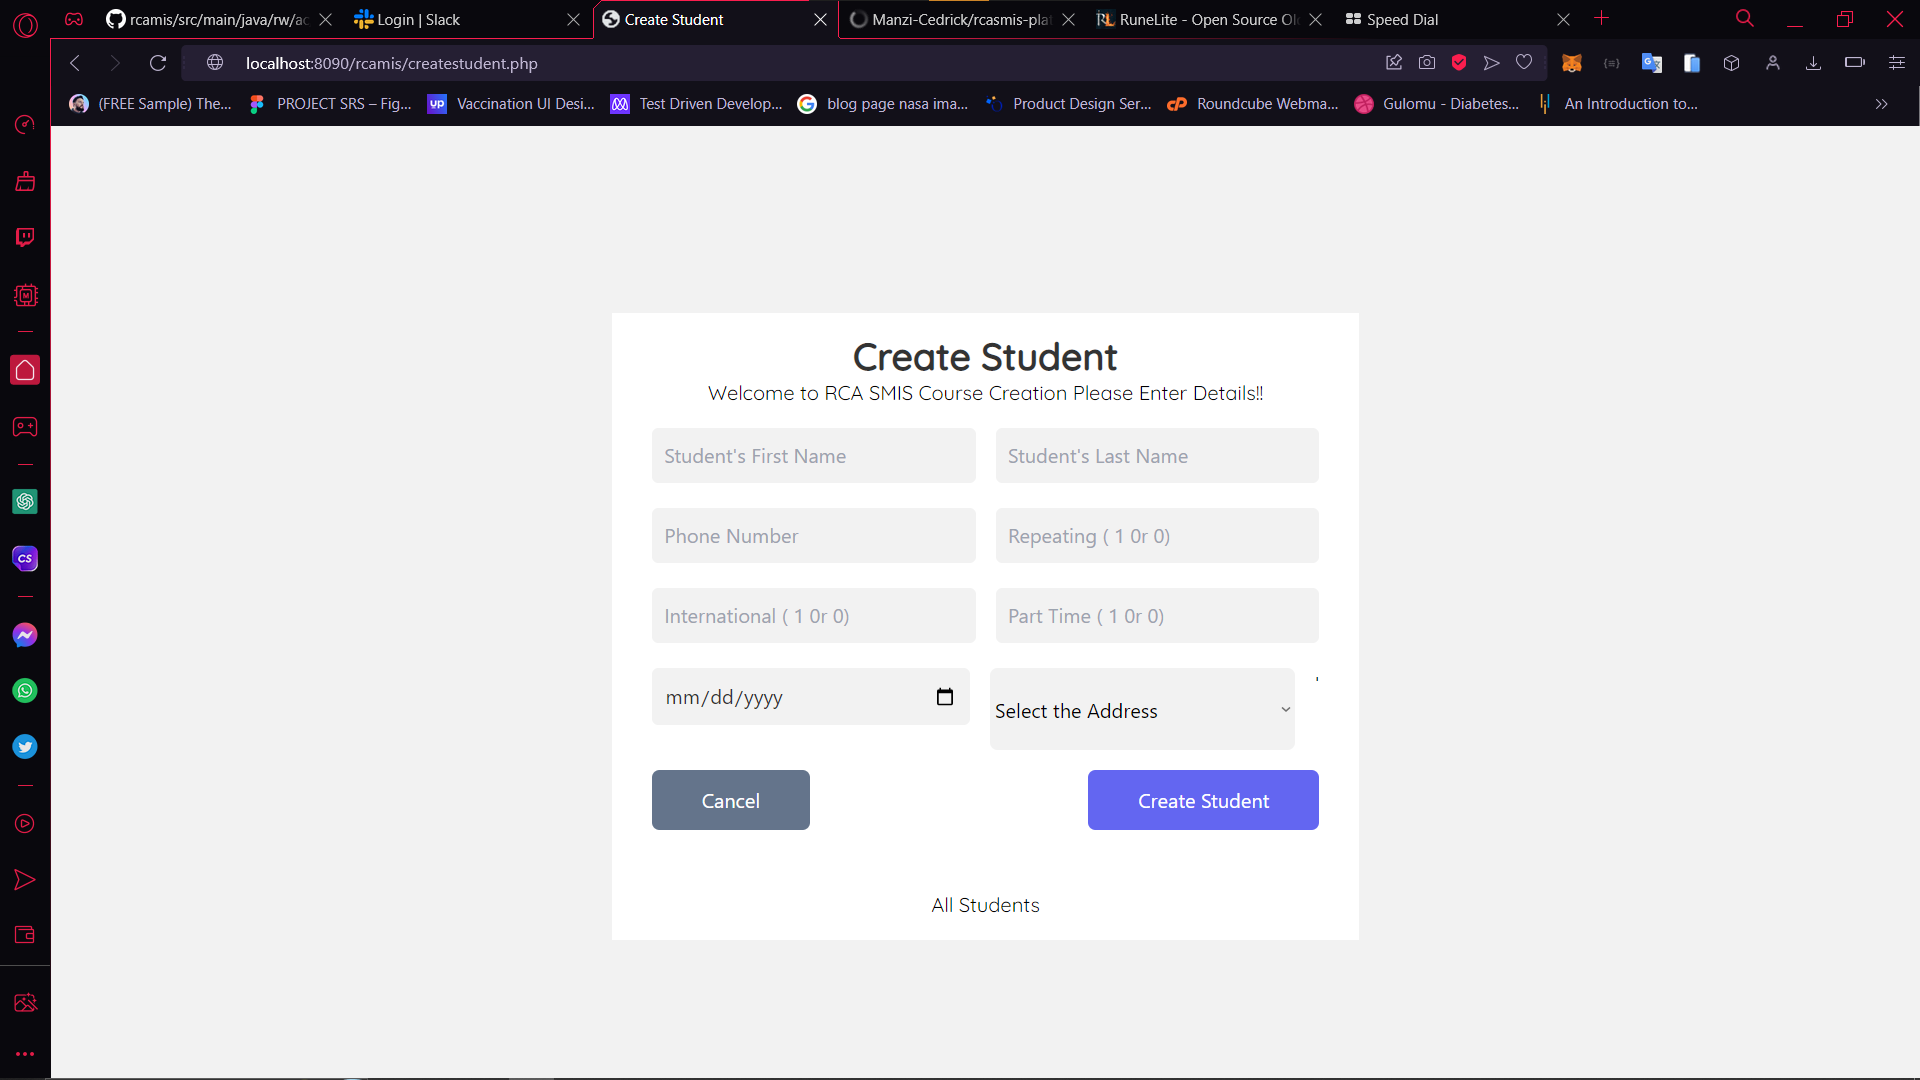 rcamis/src/main/java/rw/ac
Login | Slack
Create Student
Manzi-Cedrick/rcasmis-plat
RuneLite - Open Source Ol
Speed Dial
localhost:8090/rcamis/createstudent.php
(FREE Sample) The...
PROJECT SRS – Fig...
up
Vaccination UI Desi...
Test Driven Develop...
blog page nasa ima...
Product Design Ser...
Roundcube Webma...
Gulomu - Diabetes...
An Introduction to...
CS
Create Student
Welcome to RCA SMIS Course Creation Please Enter Details!!
Student's First Name
Student's Last Name
Phone Number
Repeating ( 1 0r 0)
International ( 1 0r 0)
Part Time ( 1 0r 0)
mm/dd/yyyy
Select the Address
'
Cancel
Create Student
All Students